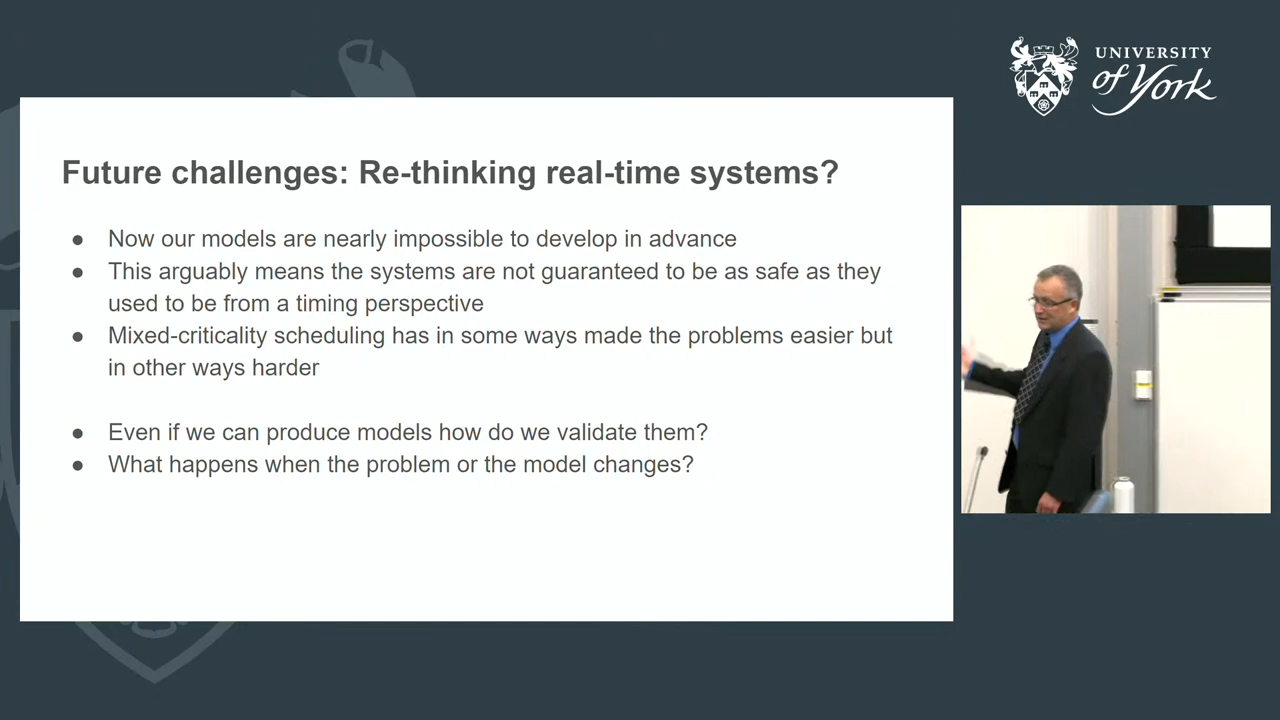 UNIVERSITY
of York
Future challenges: Re-thinking real-time systems?
● Now our models are nearly impossible to develop in advance
● This arguably means the systems are not guaranteed to be as safe as they
used to be from a timing perspective
● Mixed-criticality scheduling has in some ways made the problems easier but
in other ways harder
● Even if we can produce models how do we validate them?
● What happens when the problem or the model changes?